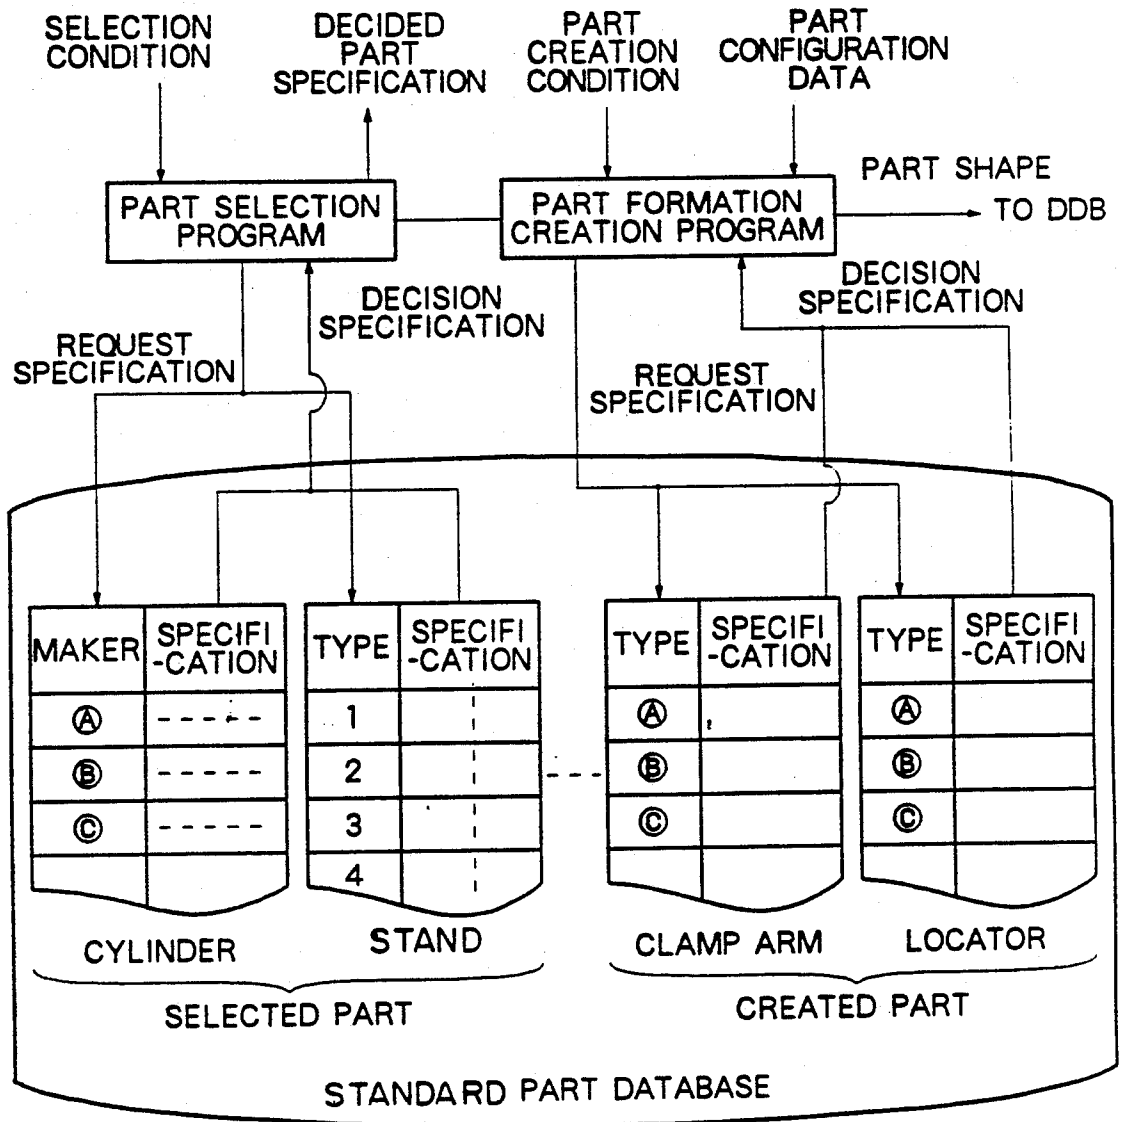 SELECTION
CONDITION
DECIDED
PART
SPECIFICATION
PART
CREATION
CONDITION
PART
CONFIGURATION
DATA
PART SELECTION
PROGRAM
PART FORMATION
CREATION PROGRAM
PART SHAPE
TO DDB
REQUEST
SPECIFICATION
DECISION
SPECIFICATION
REQUEST
SPECIFICATION
DECISION
SPECIFICATION
MAKER
SPECIFI
-CATION
Ⓐ
Ⓑ
Ⓒ
CYLINDER
TYPE
SPECIFI
-CATION
1
2
3
4
STAND
SELECTED PART
TYPE
SPECIFI
-CATION
Ⓐ
Ⓑ
Ⓒ
CLAMP ARM
TYPE
SPECIFI
-CATION
Ⓐ
Ⓑ
Ⓒ
LOCATOR
CREATED PART
STANDARD PART DATABASE